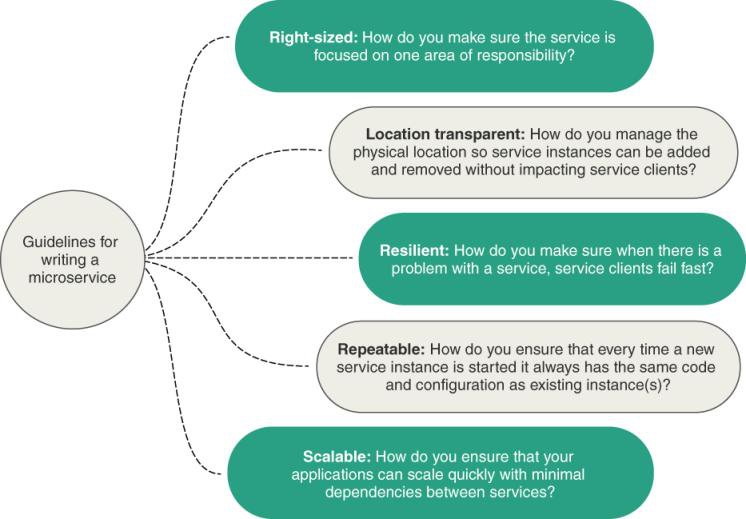 Right-sized: How do you make sure the service is
focused on one area of responsibility?
Location transparent: How do you manage the
physical location so service instances can be added
and removed without impacting service clients?
Guidelines for
writing a
microservice
Resilient: How do you make sure when there is a
problem with a service, service clients fail fast?
Repeatable: How do you ensure that every time a new
service instance is started it always has the same code
and configuration as existing instance(s)?
Scalable: How do you ensure that your
applications can scale quickly with minimal
dependencies between services?